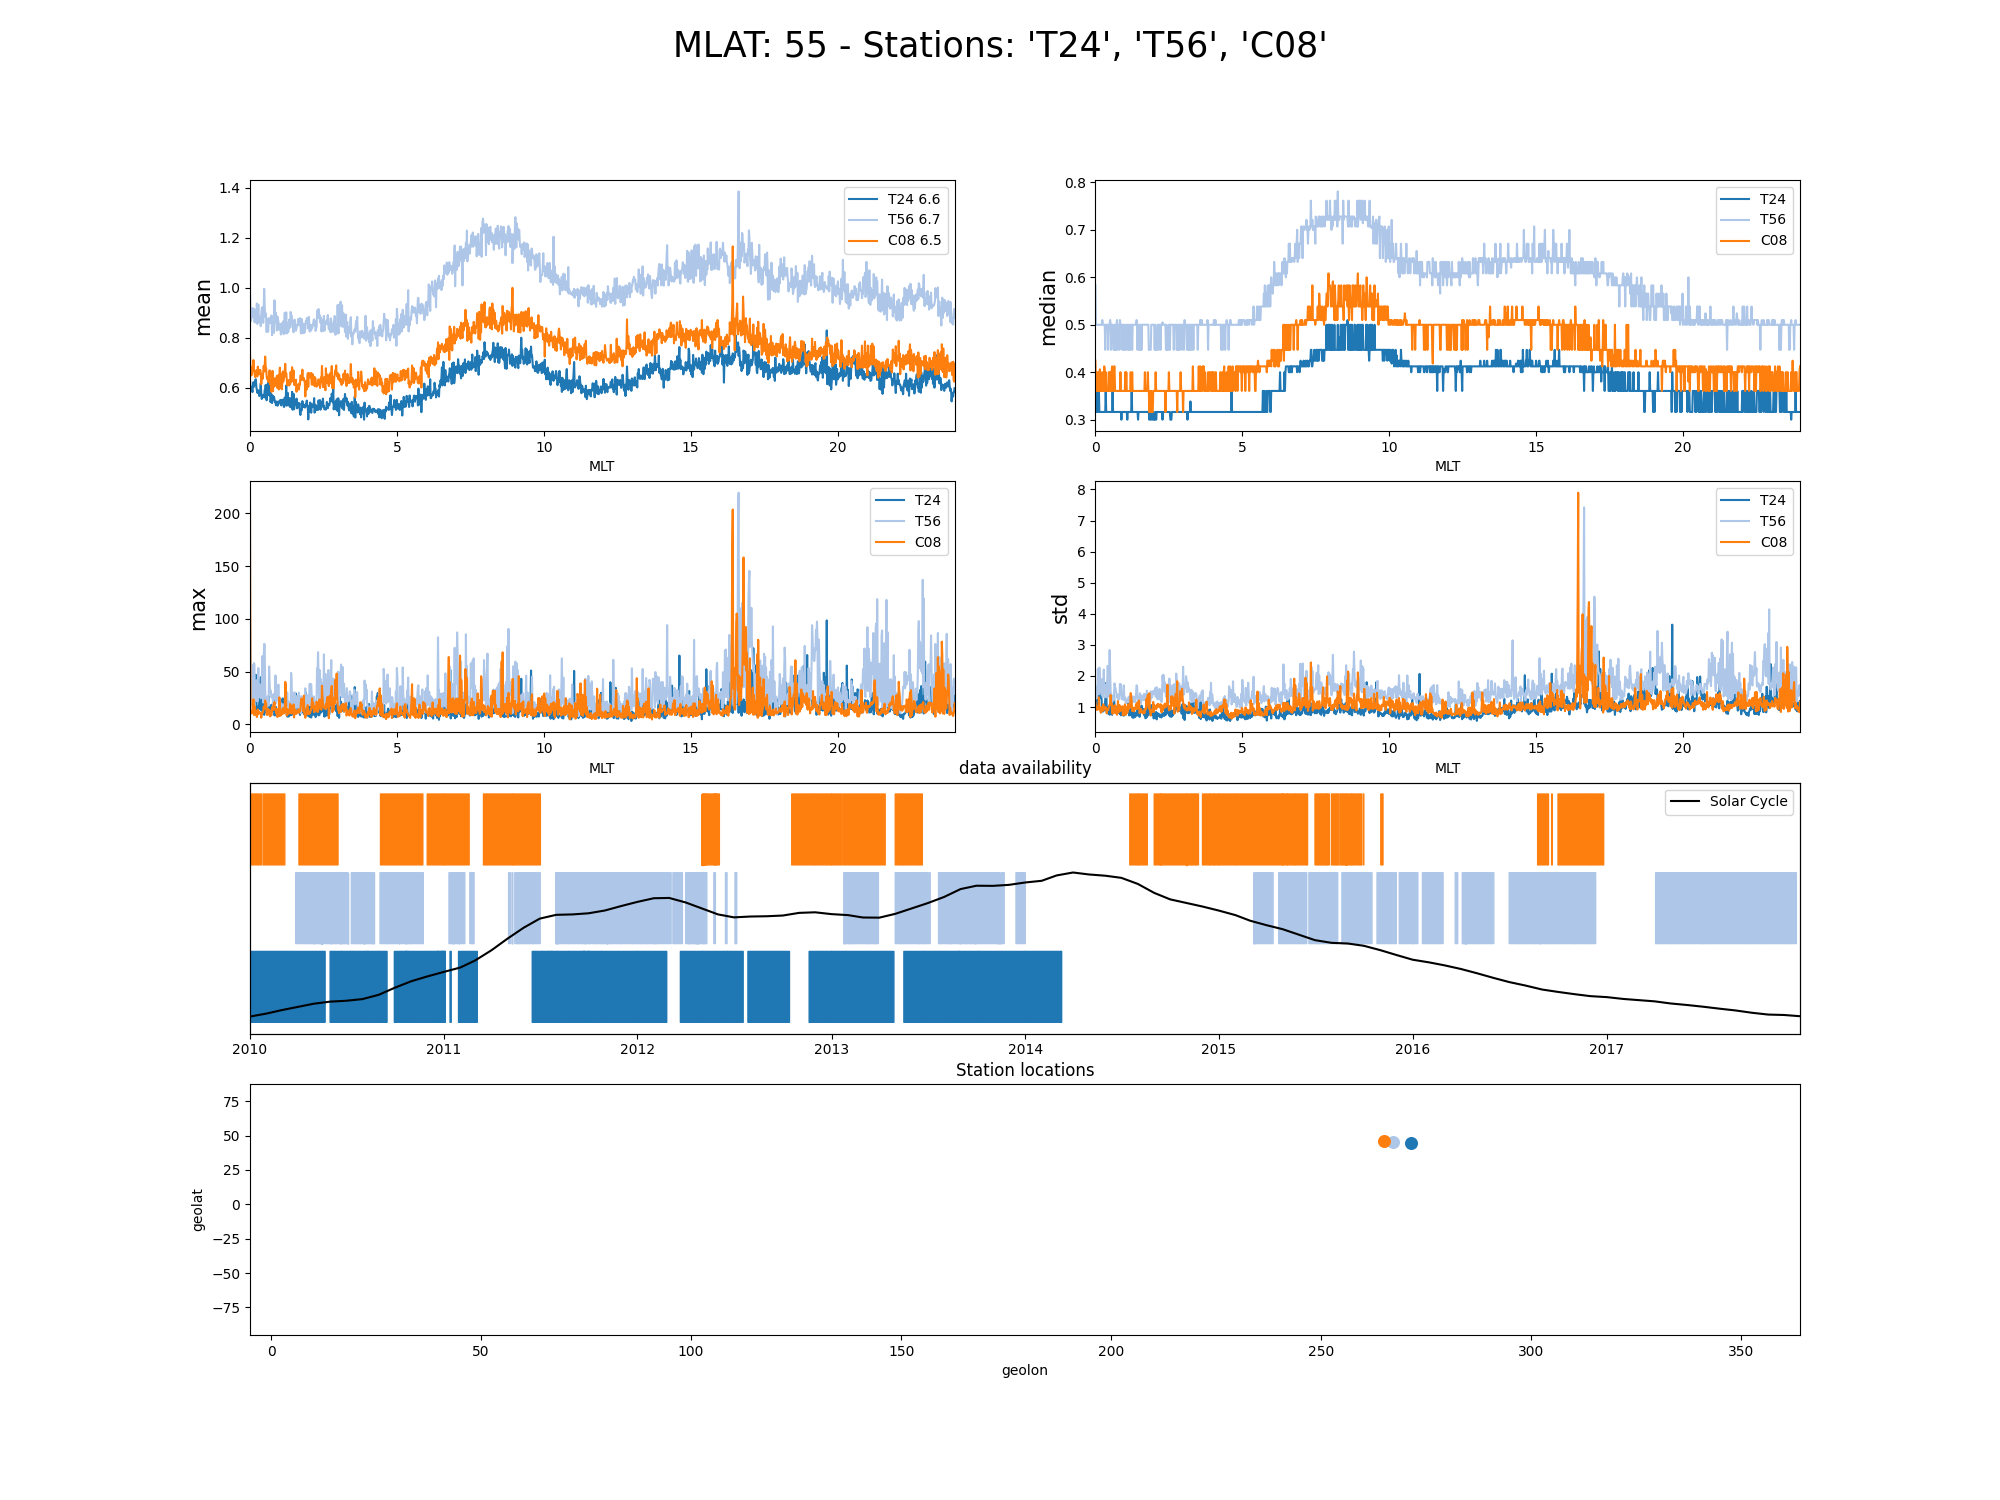 MLAT: 55 - Stations: 'T24', 'T56', 'C08'
mean
1.4
1.2
1.0
0.8
0.6
T24 6.6
T56 6.7
C08 6.5
0 5 10 15 20
MLT
median
0.8
0.7
0.6
0.5
0.4
0.3
T24
T56
C08
0 5 10 15 20
MLT
max
200
150
100
50
0
T24
T56
C08
0 5 10 15 20
MLT
std
8
7
6
5
4
3
2
1
T24
T56
C08
0 5 10 15 20
MLT
data availability
Solar Cycle
2010 2011 2012 2013 2014 2015 2016 2017
Station locations
geolat
75
50
25
0
−25
−50
−75
0 50 100 150 200 250 300 350
geolon